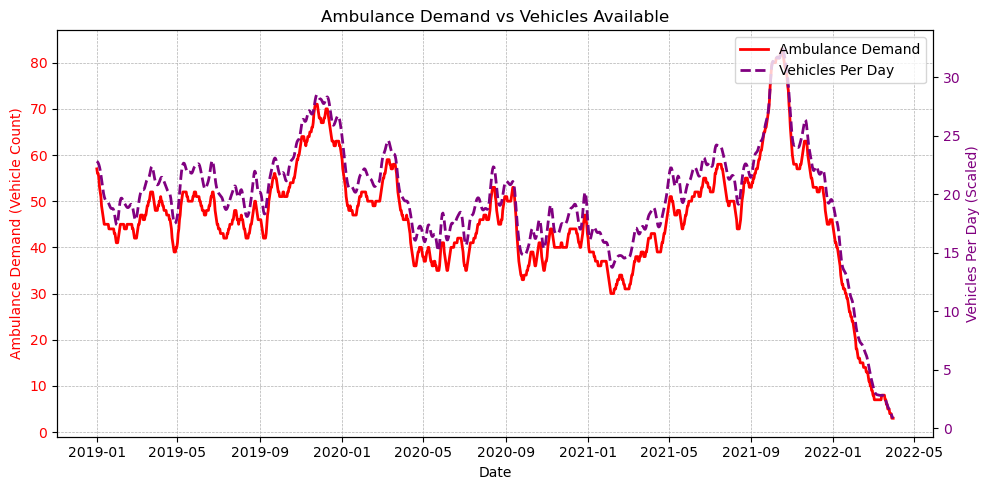 Ambulance Demand vs Vehicles Available
Ambulance Demand
Vehicles Per Day
Ambulance Demand (Vehicle Count)
80
70
60
50
40
30
20
10
0
30
25
20
15
10
5
0
Vehicles Per Day (Scaled)
2019-01 2019-05 2019-09 2020-01 2020-05 2020-09 2021-01 2021-05 2021-09 2022-01 2022-05
Date